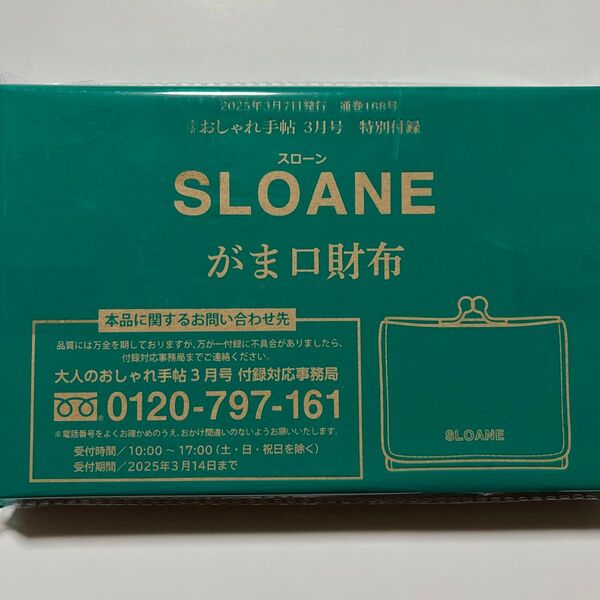 2025年3月7日発行 通巻168号
大人のおしゃれ手帖 3月号 特別付録
スローン
SLOANE
がま口財布
本品に関するお問い合わせ先
品質には万全を期しておりますが、万が一付録に不具合がありましたら、
付録対応事務局までご連絡ください。
大人のおしゃれ手帖3月号 付録対応事務局
0120-797-161
※電話番号をよくお確かめのうえ、おかけ間違いのないようお願いいたします。
受付時間／10:00～17:00（土・日・祝日を除く）
受付期間／2025年3月14日まで
SLOANE